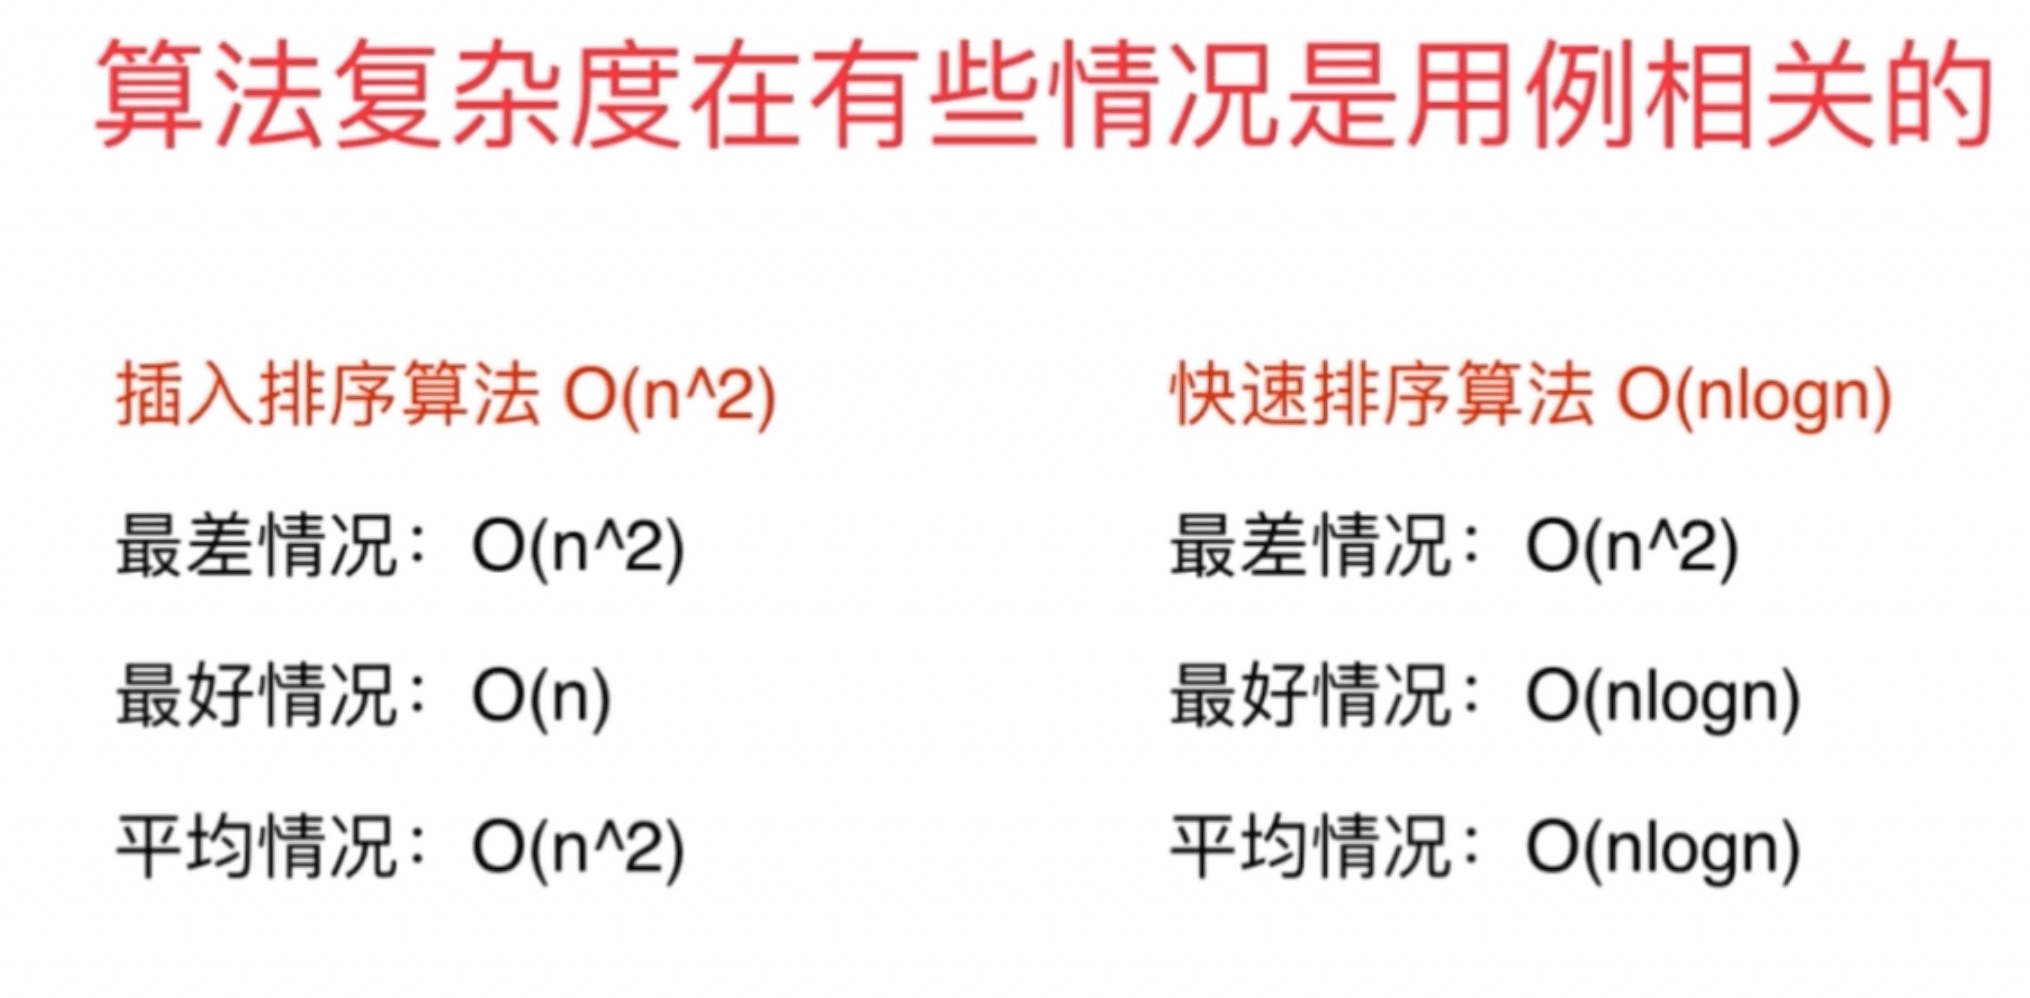 算法复杂度在有些情况是用例相关的
插入排序算法 O(n^2)
最差情况：O(n^2)
最好情况：O(n)
平均情况：O(n^2)
快速排序算法 O(nlogn)
最差情况：O(n^2)
最好情况：O(nlogn)
平均情况：O(nlogn)